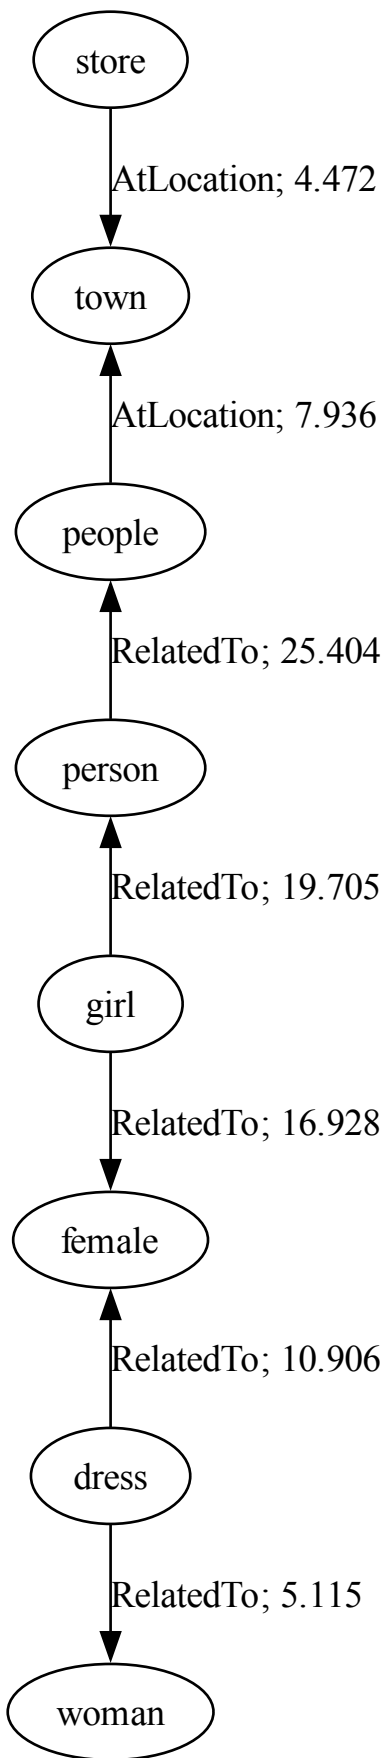 store
AtLocation; 4.472
town
AtLocation; 7.936
people
RelatedTo; 25.404
person
RelatedTo; 19.705
girl
RelatedTo; 16.928
female
RelatedTo; 10.906
dress
RelatedTo; 5.115
woman